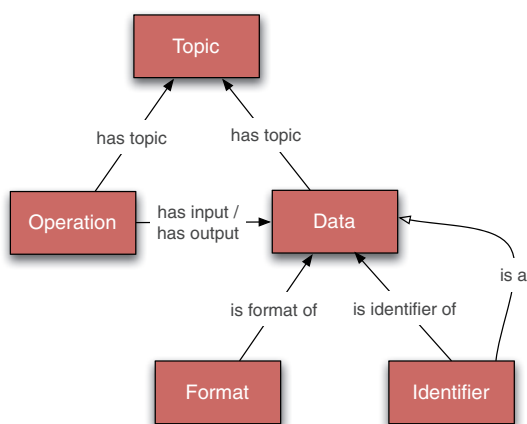 Topic
has topic
has topic
Operation
has input /
has output
Data
is a
is format of
is identifier of
Format
Identifier